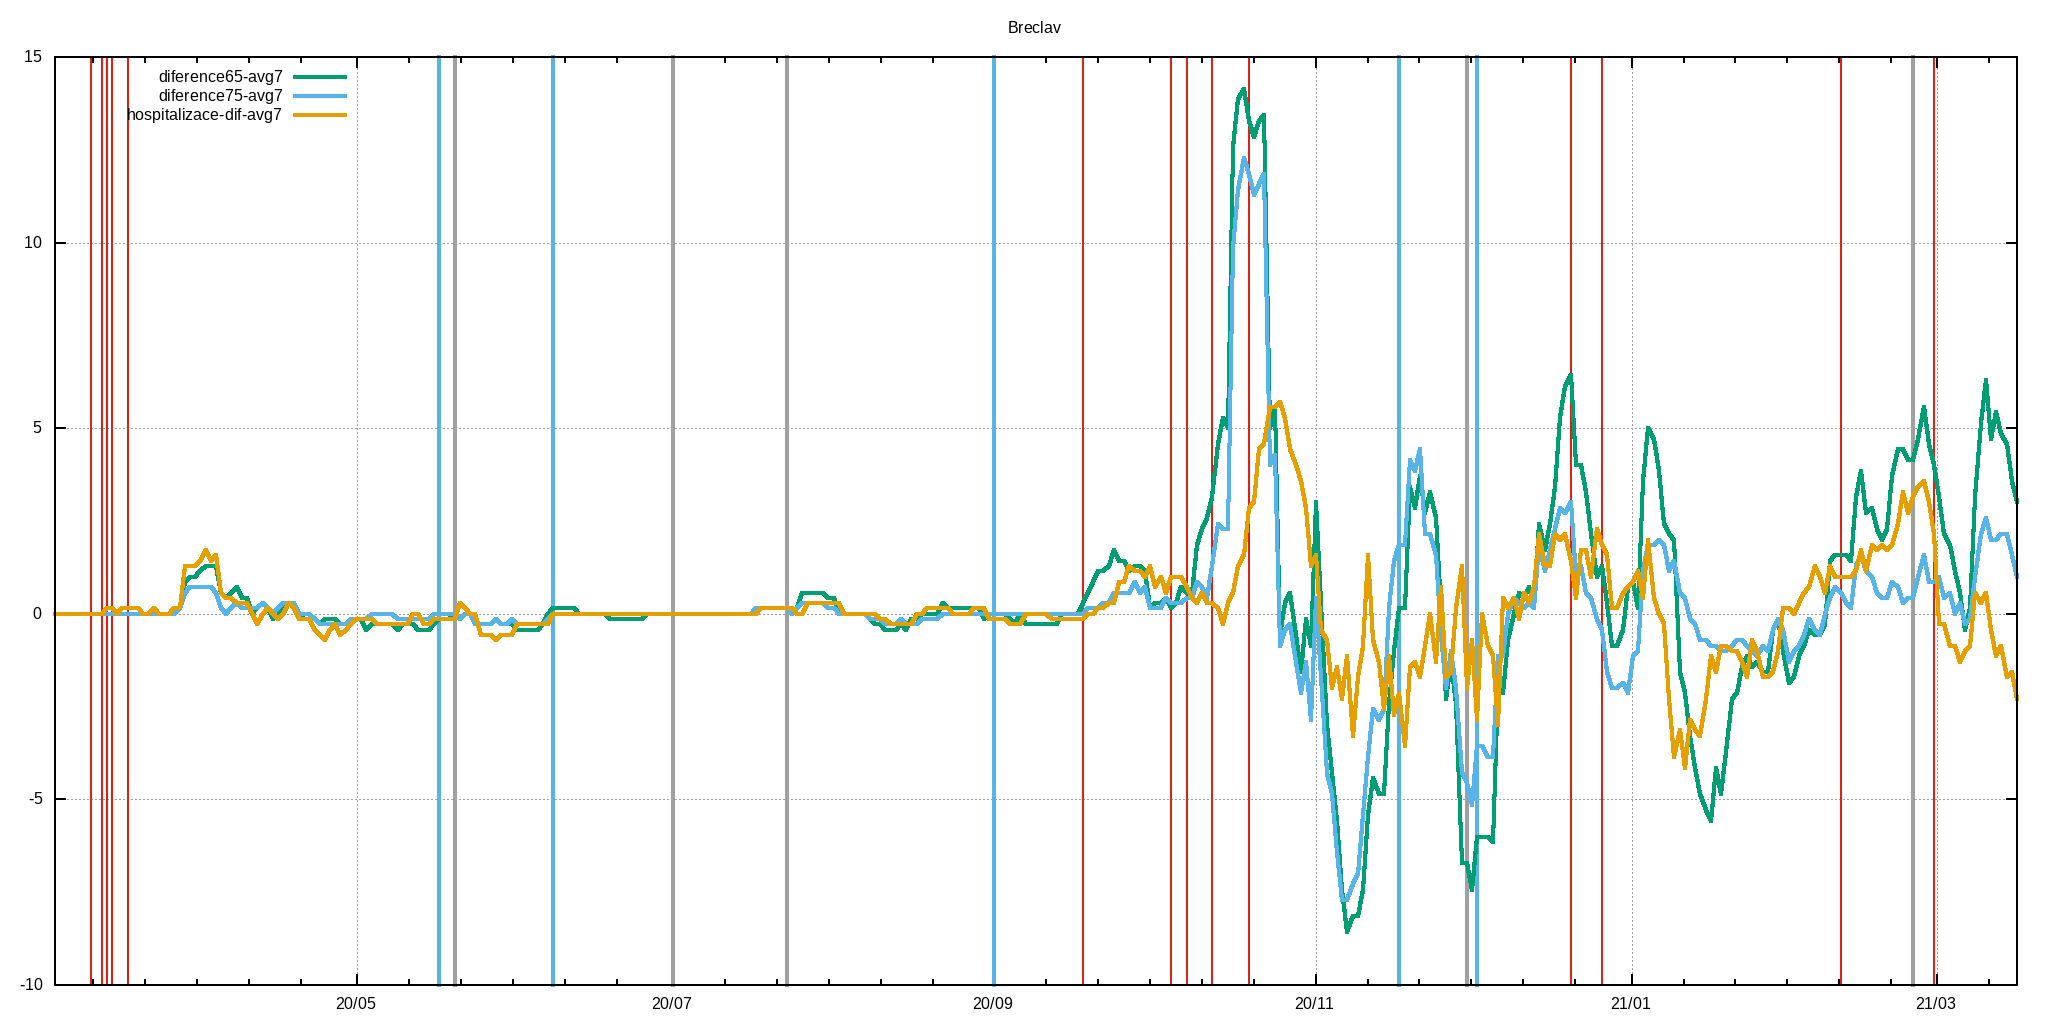 Breclav
15
10
5
0
-5
-10
diference65-avg7
diference75-avg7
hospitalizace-dif-avg7
20/05 20/07 20/09 20/11 21/01 21/03